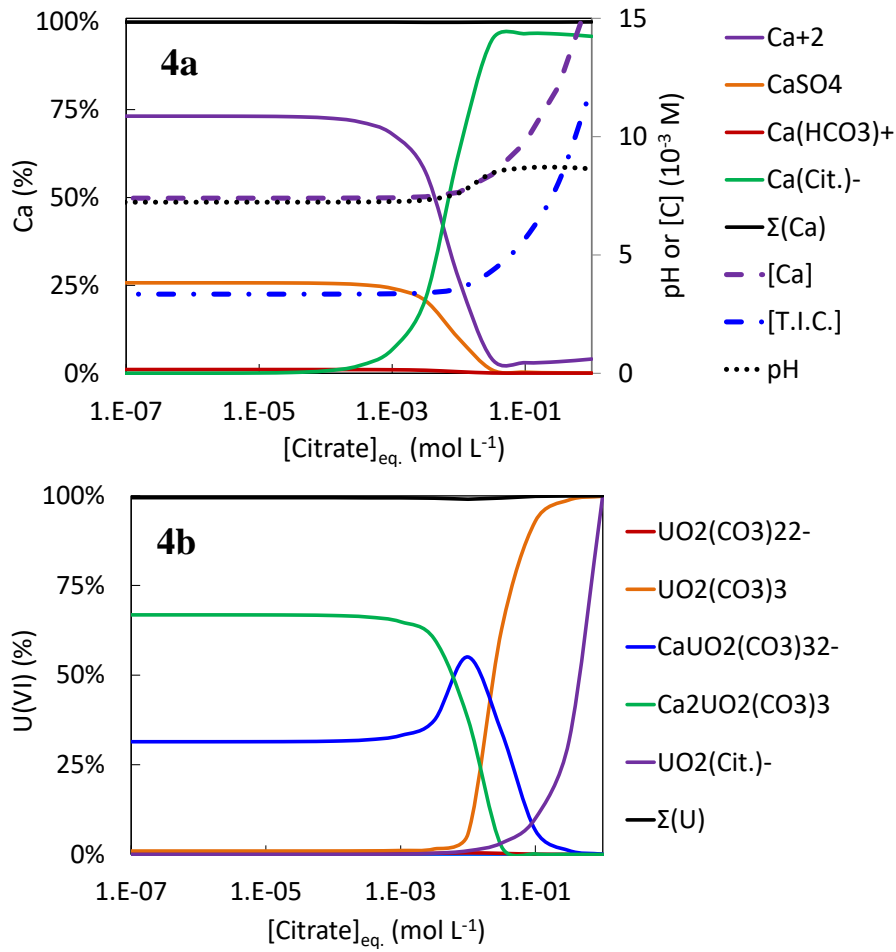 4a
100%
75%
50%
25%
0%
Ca (%)
15
10
5
0
pH or [C] (10⁻³ M)
1.E-07 1.E-05 1.E-03 1.E-01
[Citrate]eq. (mol L⁻¹)
Ca+2
CaSO4
Ca(HCO3)+
Ca(Cit.)-
Σ(Ca)
[Ca]
[T.I.C.]
pH
4b
100%
75%
50%
25%
0%
U(VI) (%)
1.E-07 1.E-05 1.E-03 1.E-01
[Citrate]eq. (mol L⁻¹)
UO2(CO3)22-
UO2(CO3)3
CaUO2(CO3)32-
Ca2UO2(CO3)3
UO2(Cit.)-
Σ(U)